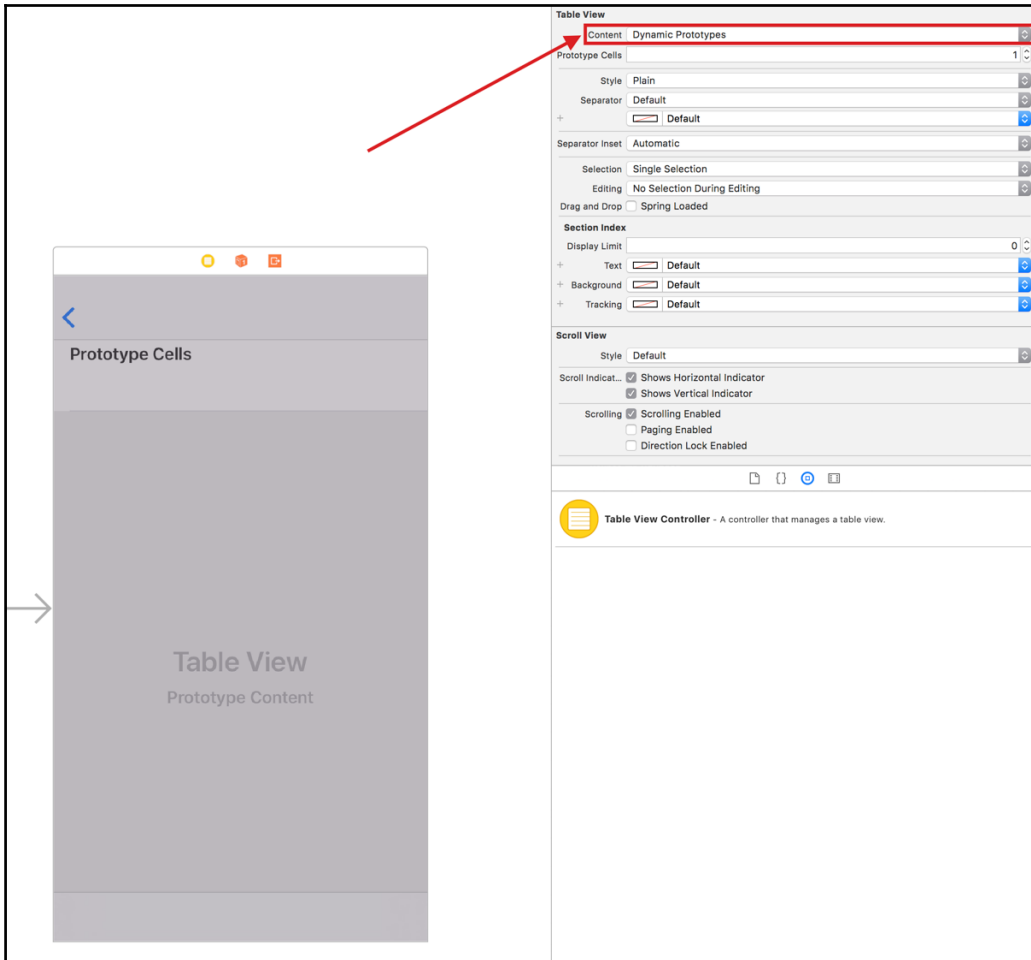 Table View
Content Dynamic Prototypes
Prototype Cells 1
Style Plain
Separator Default
+ Default
Separator Inset Automatic
Selection Single Selection
Editing No Selection During Editing
Drag and Drop Spring Loaded
Section Index
Display Limit 0
+ Text Default
+ Background Default
+ Tracking Default
Scroll View
Style Default
Scroll Indicat... Shows Horizontal Indicator
Shows Vertical Indicator
Scrolling Scrolling Enabled
Paging Enabled
Direction Lock Enabled
{}
Table View Controller - A controller that manages a table view.
Prototype Cells
Table View
Prototype Content